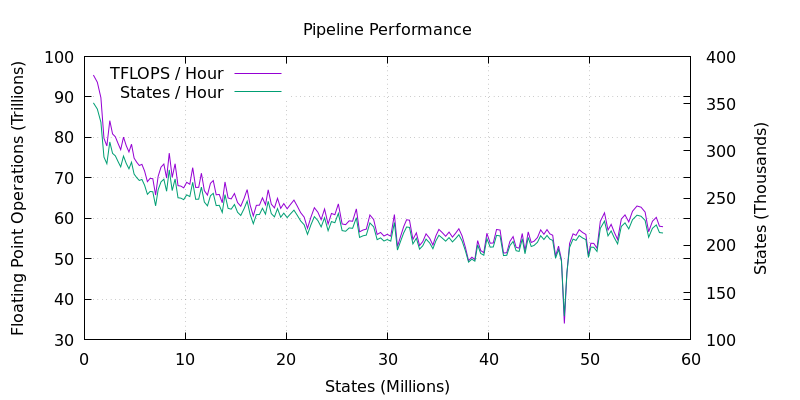 Pipeline Performance
TFLOPS / Hour
States / Hour
Floating Point Operations (Trillions)
100
90
80
70
60
50
40
30
400
350
300
250
200
150
100
States (Thousands)
0 10 20 30 40 50 60
States (Millions)